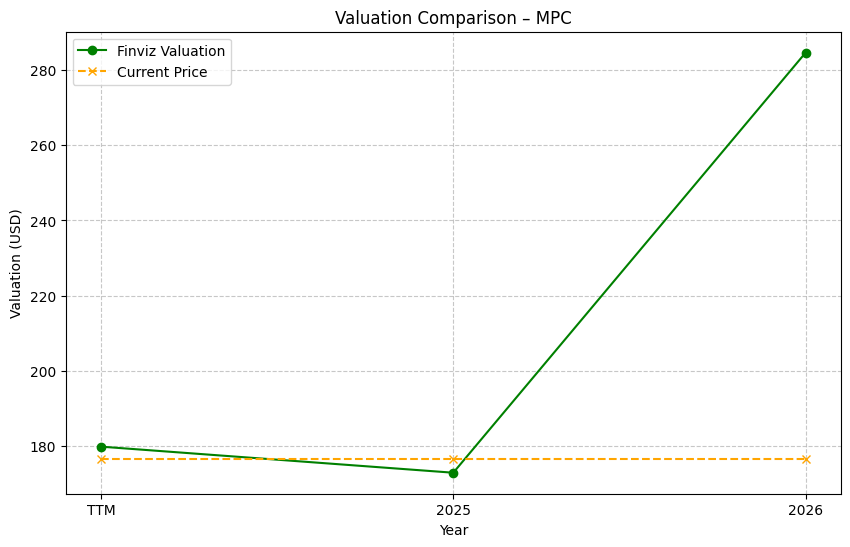 Valuation Comparison – MPC
Finviz Valuation
Current Price
Valuation (USD)
280
260
240
220
200
180
TTM
2025
2026
Year